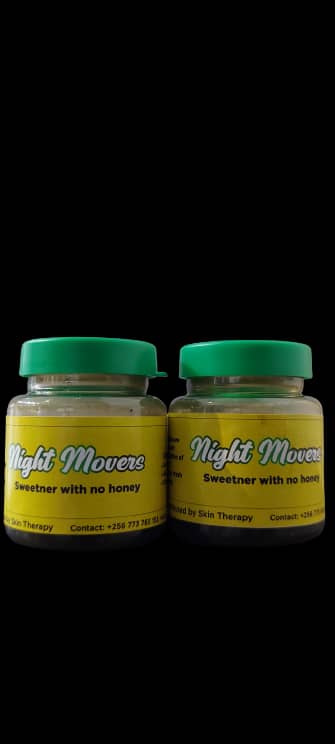 Night Movers
Sweetner with no honey
by Skin Therapy
Contact: +256 773
Night Movers
Sweetner with no honey
by Skin Therapy
Contact: +256